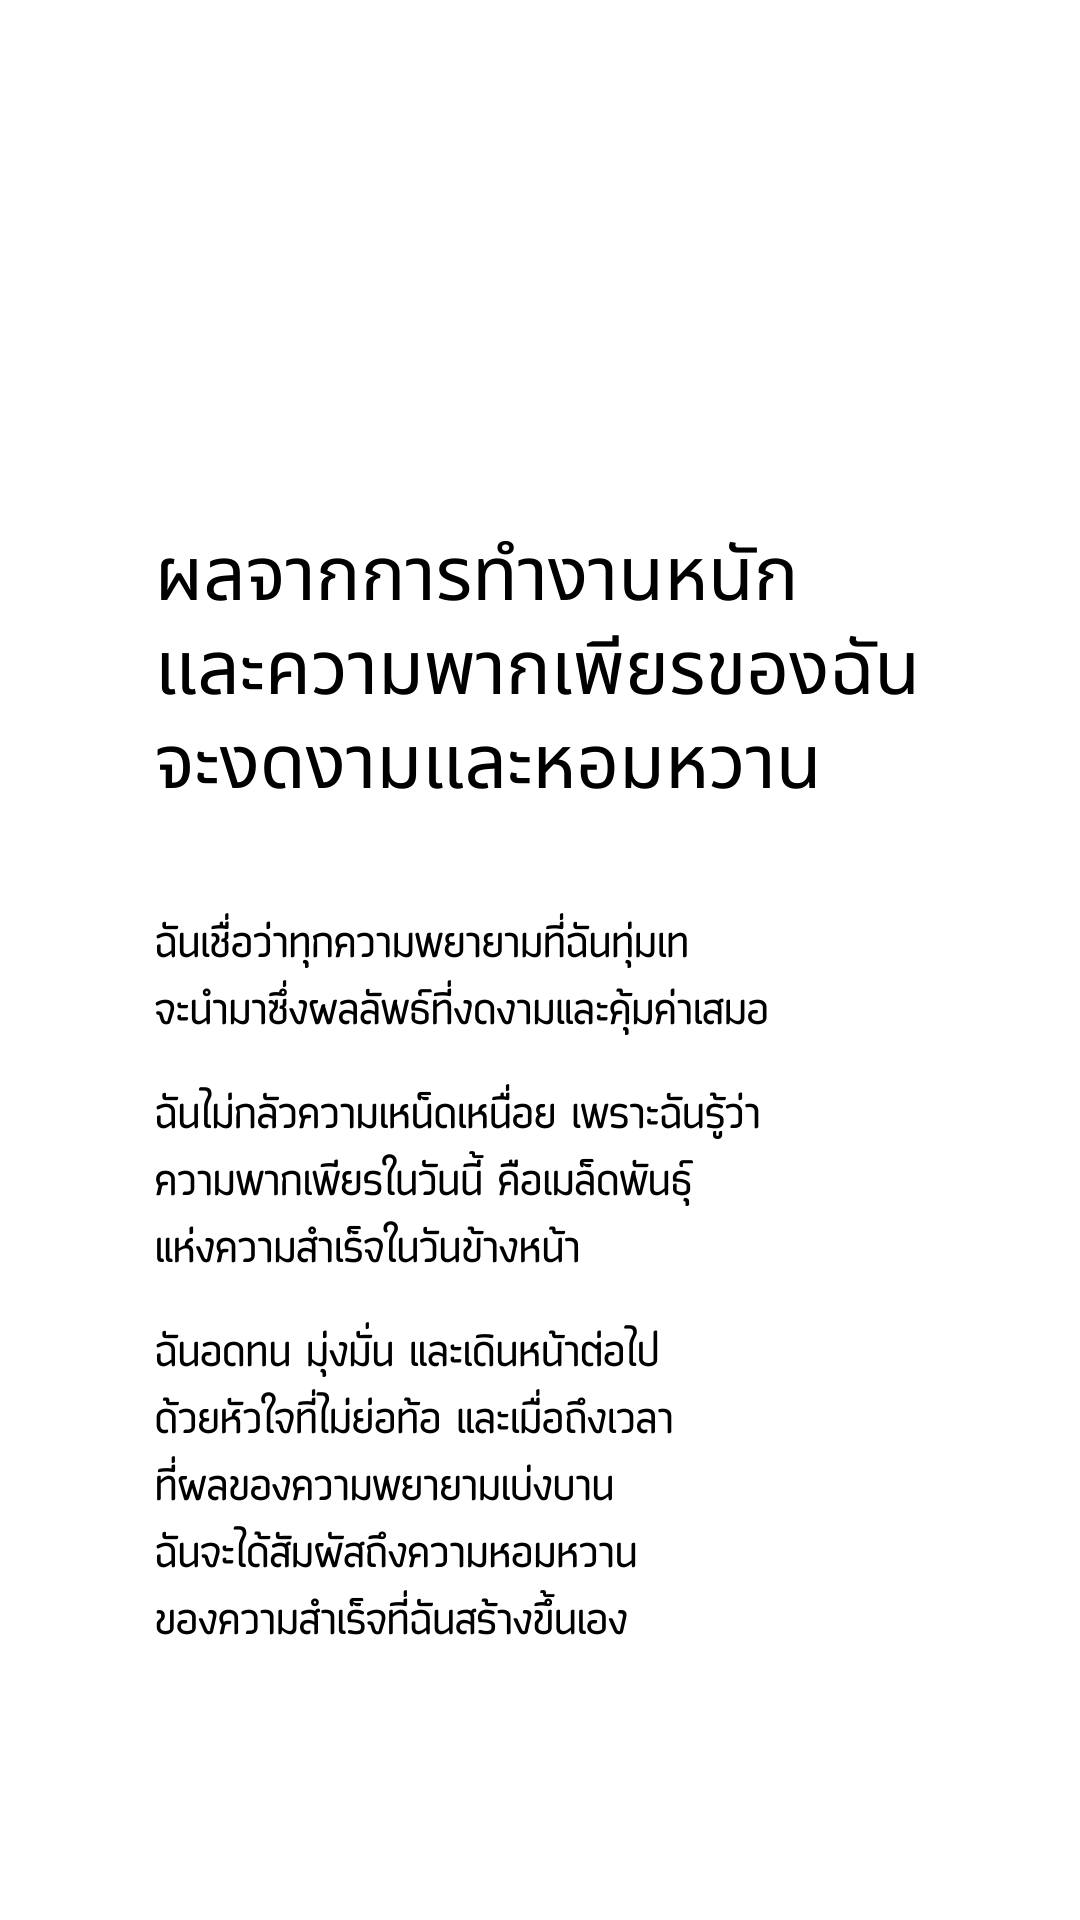 ผลจากการทำงานหนัก
และความพากเพียรของฉัน
จะงดงามและหอมหวาน
ฉันเชื่อว่าทุกความพยายามที่ฉันทุ่มเท
จะนำมาซึ่งผลลัพธ์ที่งดงามและคุ้มค่าเสมอ
ฉันไม่กลัวความเหน็ดเหนื่อย เพราะฉันรู้ว่า
ความพากเพียรในวันนี้ คือเมล็ดพันธุ์
แห่งความสำเร็จในวันข้างหน้า
ฉันอดทน มุ่งมั่น และเดินหน้าต่อไป
ด้วยหัวใจที่ไม่ย่อท้อ และเมื่อถึงเวลา
ที่ผลของความพยายามเบ่งบาน
ฉันจะได้สัมผัสถึงความหอมหวาน
ของความสำเร็จที่ฉันสร้างขึ้นเอง